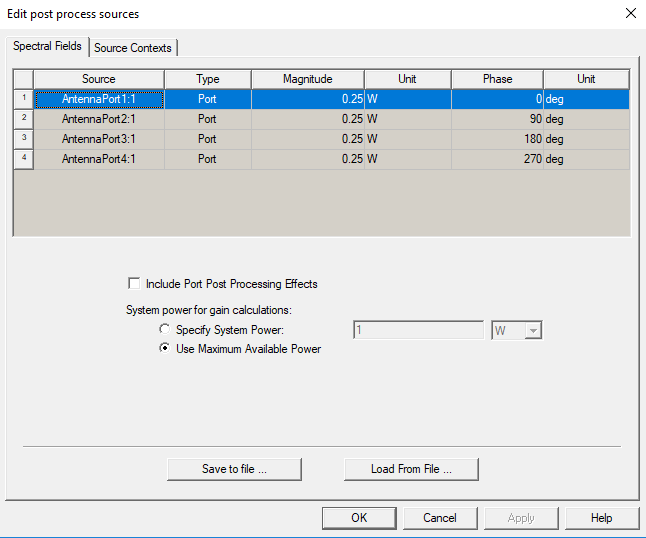 Edit post process sources
Spectral Fields Source Contexts
Source Type Magnitude Unit Phase Unit
1 AntennaPort1:1 Port 0.25 W 0 deg
2 AntennaPort2:1 Port 0.25 W 90 deg
3 AntennaPort3:1 Port 0.25 W 180 deg
4 AntennaPort4:1 Port 0.25 W 270 deg
Include Port Post Processing Effects
System power for gain calculations:
Specify System Power: 1 W
Use Maximum Available Power
Save to file ... Load From File ...
OK Cancel Apply Help